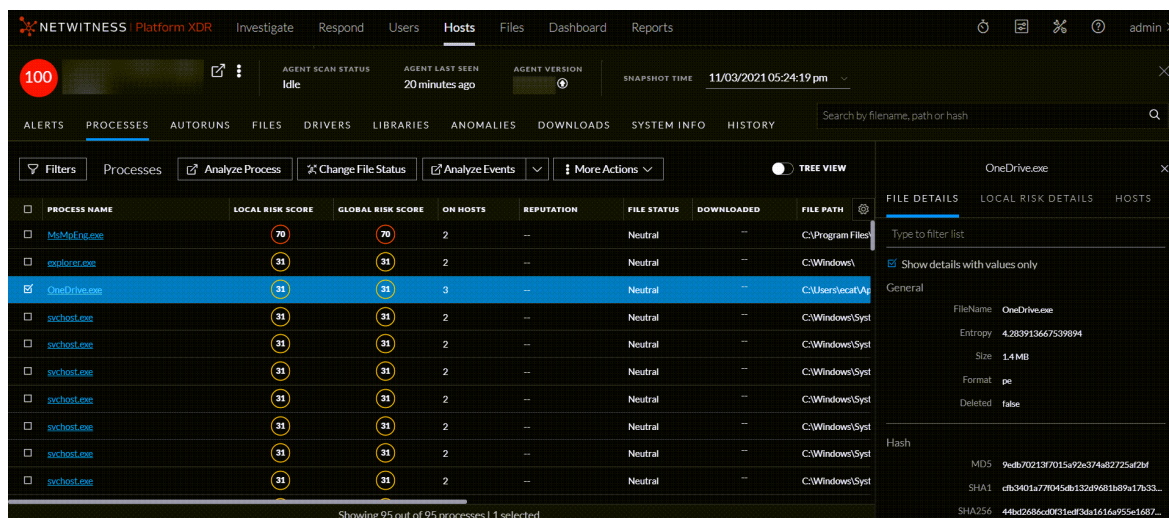 NETWITNESS | Platform XDR Investigate Respond Users Hosts Files Dashboard Reports admin
100 AGENT SCAN STATUS AGENT LAST SEEN AGENT VERSION
Idle 20 minutes ago SNAPSHOT TIME 11/03/2021 05:24:19 pm
ALERTS PROCESSES AUTORUNS FILES DRIVERS LIBRARIES ANOMALIES DOWNLOADS SYSTEM INFO HISTORY Search by filename, path or hash
Filters Processes Analyze Process Change File Status Analyze Events More Actions TREE VIEW OneDrive.exe
FILE DETAILS LOCAL RISK DETAILS HOSTS
PROCESS NAME LOCAL RISK SCORE GLOBAL RISK SCORE ON HOSTS REPUTATION FILE STATUS DOWNLOADED FILE PATH
MsMpEng.exe 70 70 2 -- Neutral -- C:\Program Files\ Type to filter list
explorer.exe 31 31 2 -- Neutral -- C:\Windows\ Show details with values only
OneDrive.exe 31 31 3 -- Neutral -- C:\Users\ecat\Ap General
svchost.exe 31 31 2 -- Neutral -- C:\Windows\Syst FileName OneDrive.exe
svchost.exe 31 31 2 -- Neutral -- C:\Windows\Syst Entropy 4.283913667539894
svchost.exe 31 31 2 -- Neutral -- C:\Windows\Syst Size 1.4 MB
svchost.exe 31 31 2 -- Neutral -- C:\Windows\Syst Format pe
Deleted false
svchost.exe 31 31 2 -- Neutral -- C:\Windows\Syst
svchost.exe 31 31 2 -- Neutral -- C:\Windows\Syst Hash
svchost.exe 31 31 2 -- Neutral -- C:\Windows\Syst MD5 9edb70213f7015a92e374a82725af2bf
SHA1 cfb3401a77f045db132d9681b89a17b33...
Showing 95 out of 95 processes | 1 selected SHA256 44bd2686cd0f31edf3da1616a955e1687...